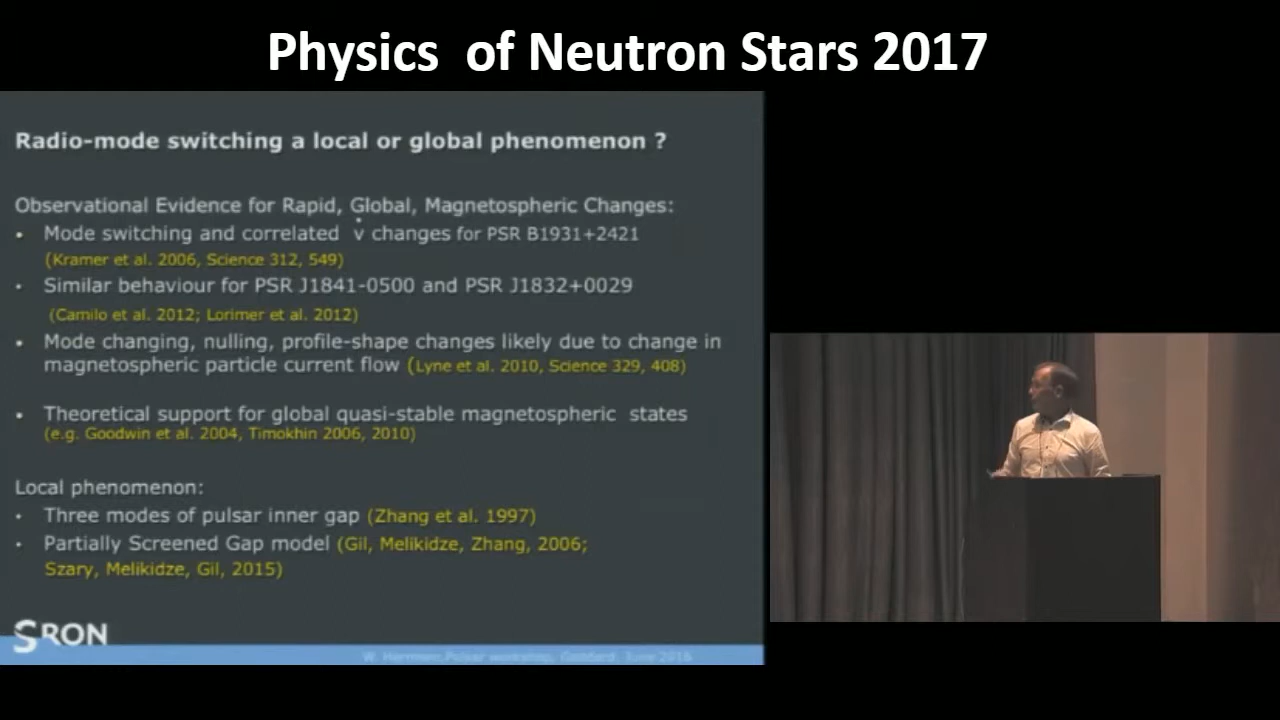 Physics of Neutron Stars 2017
Radio-mode switching a local or global phenomenon ?
Observational Evidence for Rapid, Global, Magnetospheric Changes:
• Mode switching and correlated v̇ changes for PSR B1931+2421
(Kramer et al. 2006, Science 312, 549)
• Similar behaviour for PSR J1841-0500 and PSR J1832+0029
(Camilo et al. 2012; Lorimer et al. 2012)
• Mode changing, nulling, profile-shape changes likely due to change in
magnetospheric particle current flow (Lyne et al. 2010, Science 329, 408)
• Theoretical support for global quasi-stable magnetospheric states
(e.g. Goodwin et al. 2004, Timokhin 2006, 2010)
Local phenomenon:
• Three modes of pulsar inner gap (Zhang et al. 1997)
• Partially Screened Gap model (Gil, Melikidze, Zhang, 2006;
Szary, Melikidze, Gil, 2015)
SRON
Pulsar workshop, Goddard, June 2016